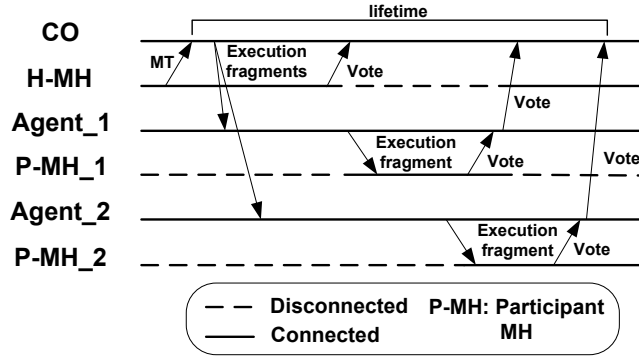 lifetime
CO
MT
Execution
fragments
Vote
H-MH
Vote
Agent_1
Execution
fragment
Vote
Vote
P-MH_1
Agent_2
Execution
fragment
Vote
P-MH_2
Disconnected
Connected
P-MH: Participant
MH